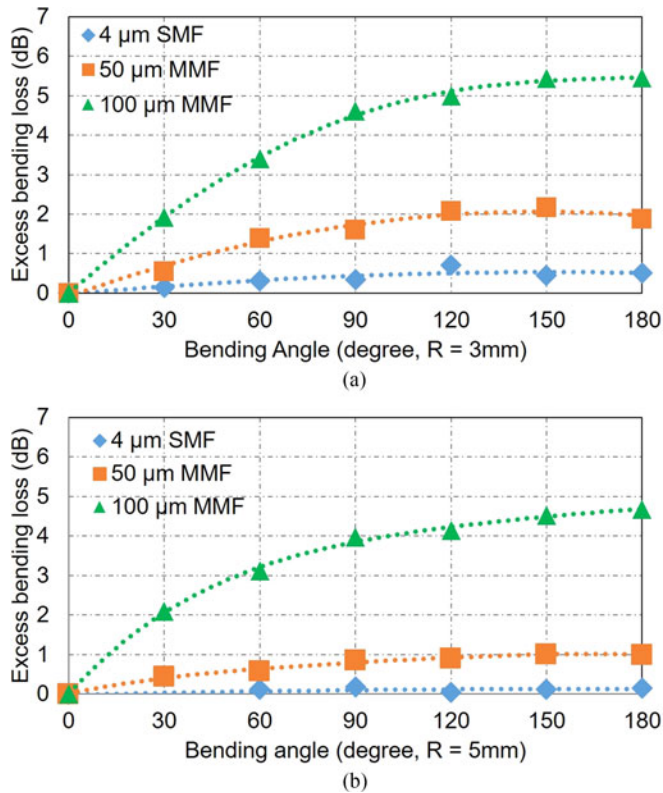 7
6
5
4
3
2
1
0
Excess bending loss (dB)
4 µm SMF
50 µm MMF
100 µm MMF
0 30 60 90 120 150 180
Bending Angle (degree, R = 3mm)
(a)
7
6
5
4
3
2
1
0
Excess bending loss (dB)
4 µm SMF
50 µm MMF
100 µm MMF
0 30 60 90 120 150 180
Bending angle (degree, R = 5mm)
(b)